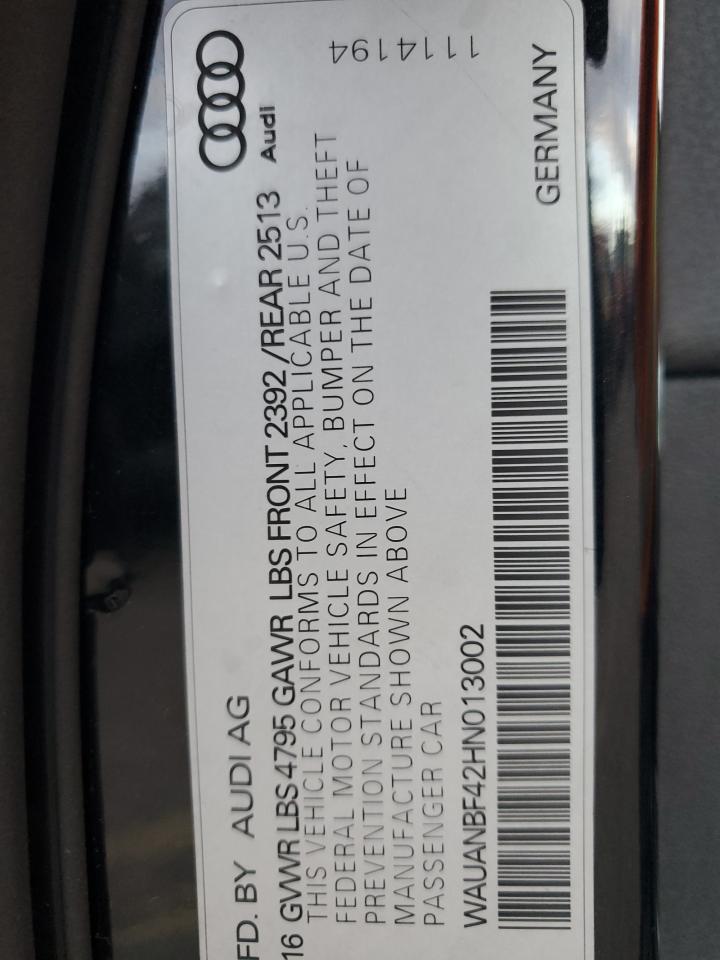 FD. BY AUDI AG
16 GVWR LBS 4795 GAWR LBS FRONT 2392 /REAR 2513
Audi
THIS VEHICLE CONFORMS TO ALL APPLICABLE U.S.
FEDERAL MOTOR VEHICLE SAFETY, BUMPER AND THEFT
PREVENTION STANDARDS IN EFFECT ON THE DATE OF
MANUFACTURE SHOWN ABOVE
PASSENGER CAR
1114194
WAUANBF42HN013002
GERMANY